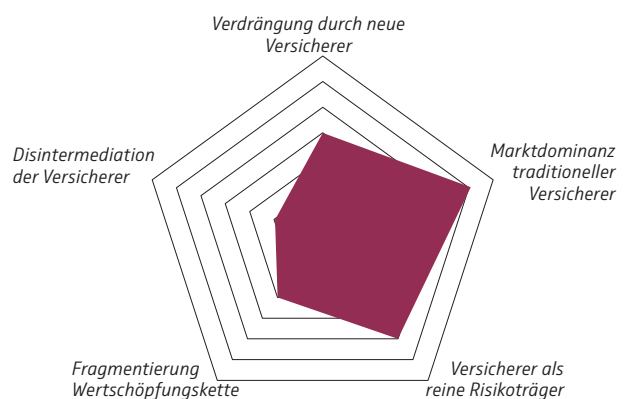 Verdrängung durch neue
Versicherer
Disintermediation
der Versicherer
Marktdominanz
traditioneller
Versicherer
Fragmentierung
Wertschöpfungskette
Versicherer als
reine Risikoträger